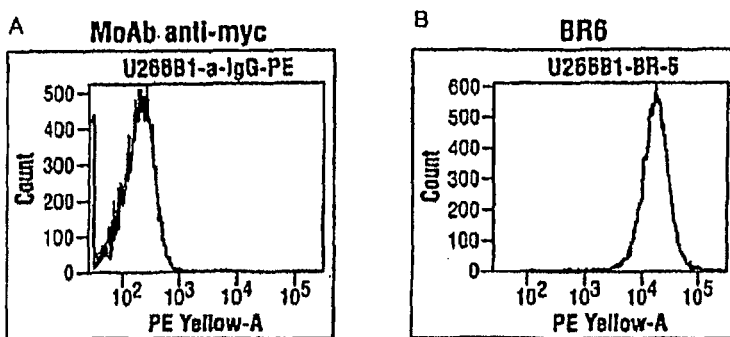 A
MoAb anti-myc
U266B1-a-IgG-PE
500
400
300
200
100
0
Count
10² 10³ 10⁴ 10⁵
PE Yellow-A
B
BR6
U266B1-BR-6
600
500
400
300
200
100
0
Count
10² 10³ 10⁴ 10⁵
PE Yellow-A